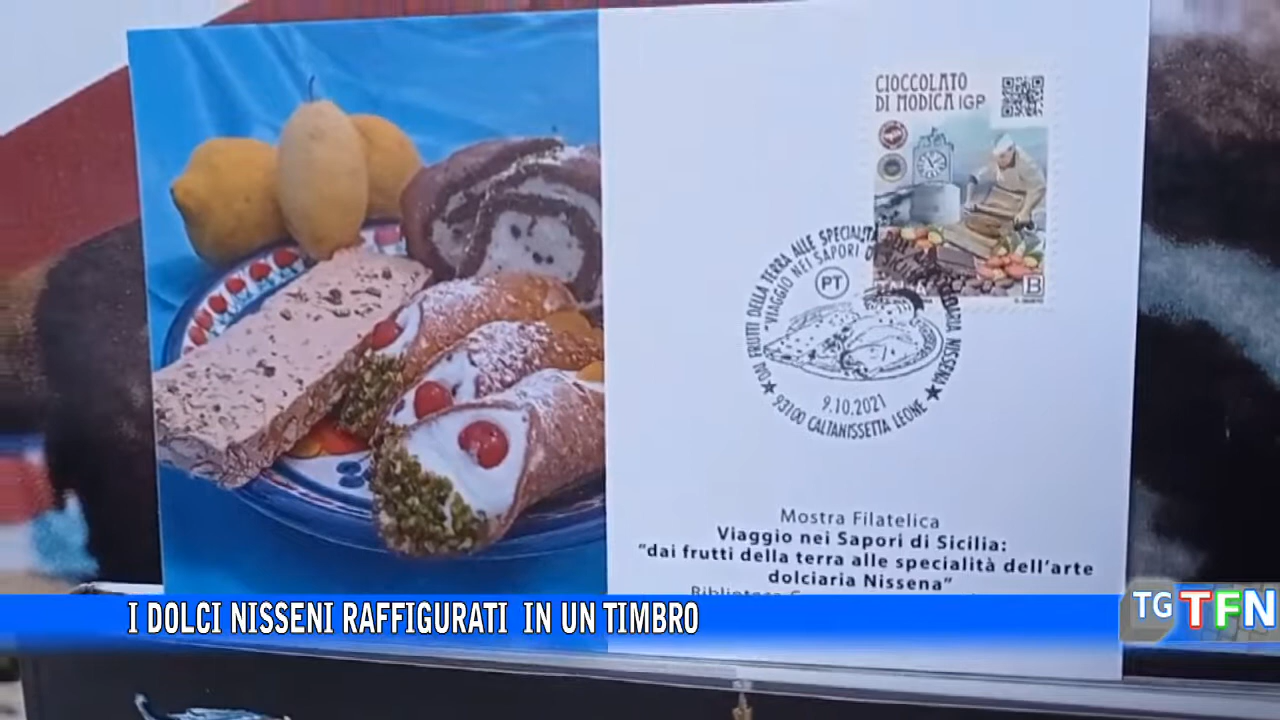 CIOCCOLATO
DI MODICA IGP
B
DAI FRUTTI DELLA TERRA ALLE SPECIALITÀ
NISSENA
"VIAGGIO NEI SAPORI DI
PT
9.10.2021
93100 CALTANISSETTA LEONE
Mostra Filatelica
Viaggio nei Sapori di Sicilia:
"dai frutti della terra alle specialità dell'arte
dolciaria Nissena"
I DOLCI NISSENI RAFFIGURATI IN UN TIMBRO
TG TFN